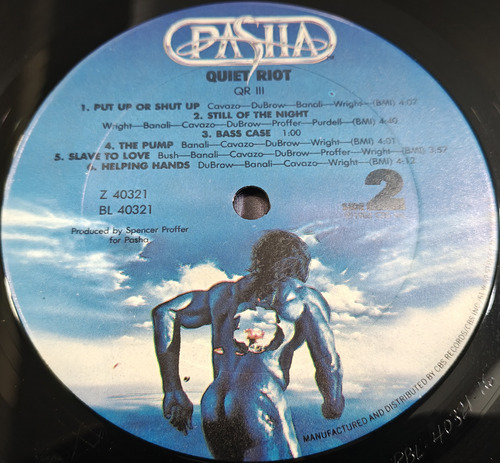 PASHA
QUIET RIOT
QR III
1. PUT UP OR SHUT UP Cavazo—DuBrow—Banali—Wright—(BMI) 4:07
2. STILL OF THE NIGHT
Wright—Banali—Cavazo—DuBrow—Proffer—Purdell—(BMI) 4:40
3. BASS CASE 1:00
4. THE PUMP Banali—Cavazo—DuBrow—Wright—(BMI) 4:01
5. SLAVE TO LOVE Bush—Banali—Cavazo—DuBrow—Proffer—Wright—(BMI) 3:57
6. HELPING HANDS DuBrow—Banali—Cavazo—Wright—(BMI) 4:12
Z 40321
BL 40321
SIDE 2
Produced by Spencer Proffer
for Pasha
MANUFACTURED AND DISTRIBUTED BY CBS RECORDS/CBS INC.